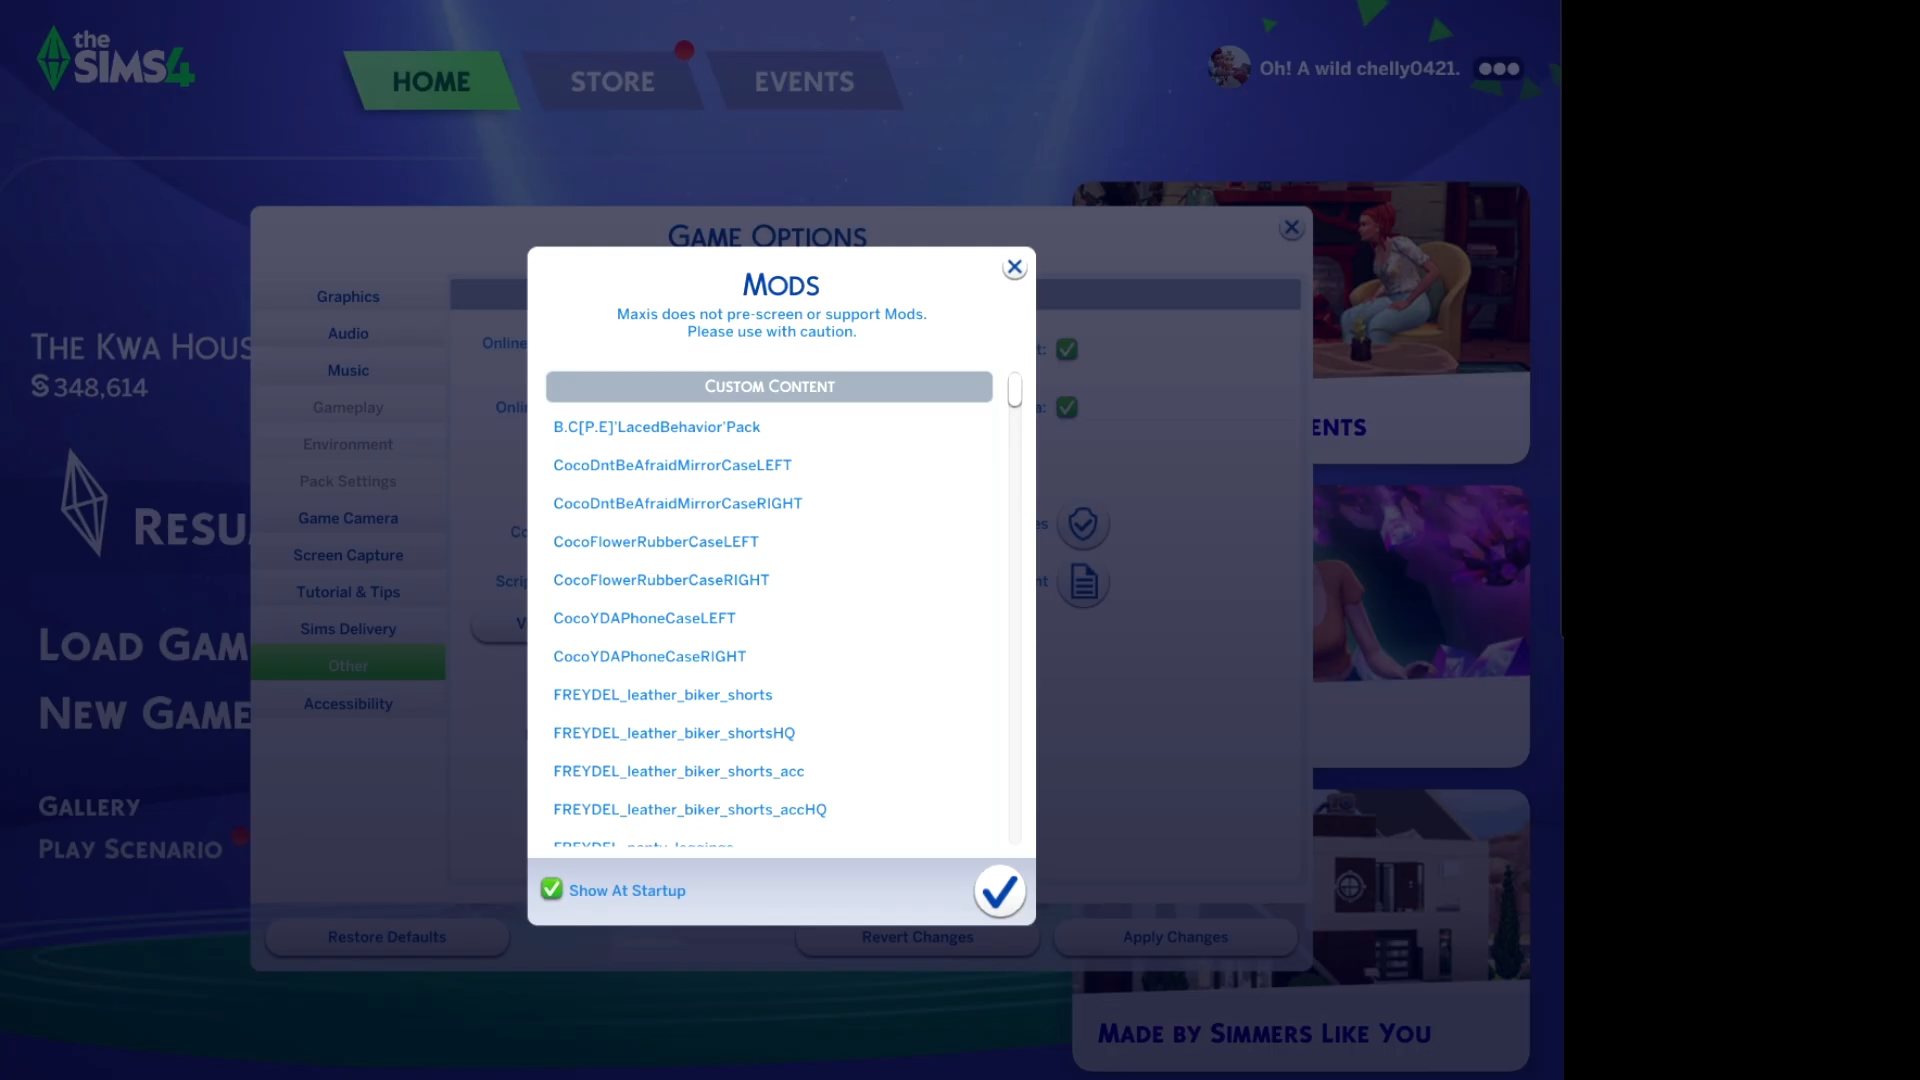 the
SIMS 4
HOME
STORE
EVENTS
Oh! A wild chelly0421.
GAME OPTIONS
Graphics
Audio
Music
Gameplay
Environment
Pack Settings
Game Camera
Screen Capture
Tutorial & Tips
Sims Delivery
Other
Accessibility
THE KWA HOUS
348,614
RESU
LOAD GAM
NEW GAME
GALLERY
PLAY SCENARIO
Online
MODS
Maxis does not pre-screen or support Mods.
Please use with caution.
CUSTOM CONTENT
B.C[P.E]'LacedBehavior'Pack
CocoDntBeAfraidMirrorCaseLEFT
CocoDntBeAfraidMirrorCaseRIGHT
CocoFlowerRubberCaseLEFT
CocoFlowerRubberCaseRIGHT
CocoYDAPhoneCaseLEFT
CocoYDAPhoneCaseRIGHT
FREYDEL_leather_biker_shorts
FREYDEL_leather_biker_shortsHQ
FREYDEL_leather_biker_shorts_acc
FREYDEL_leather_biker_shorts_accHQ
Show At Startup
Restore Defaults
Revert Changes
Apply Changes
ENTS
MADE BY SIMMERS LIKE YOU